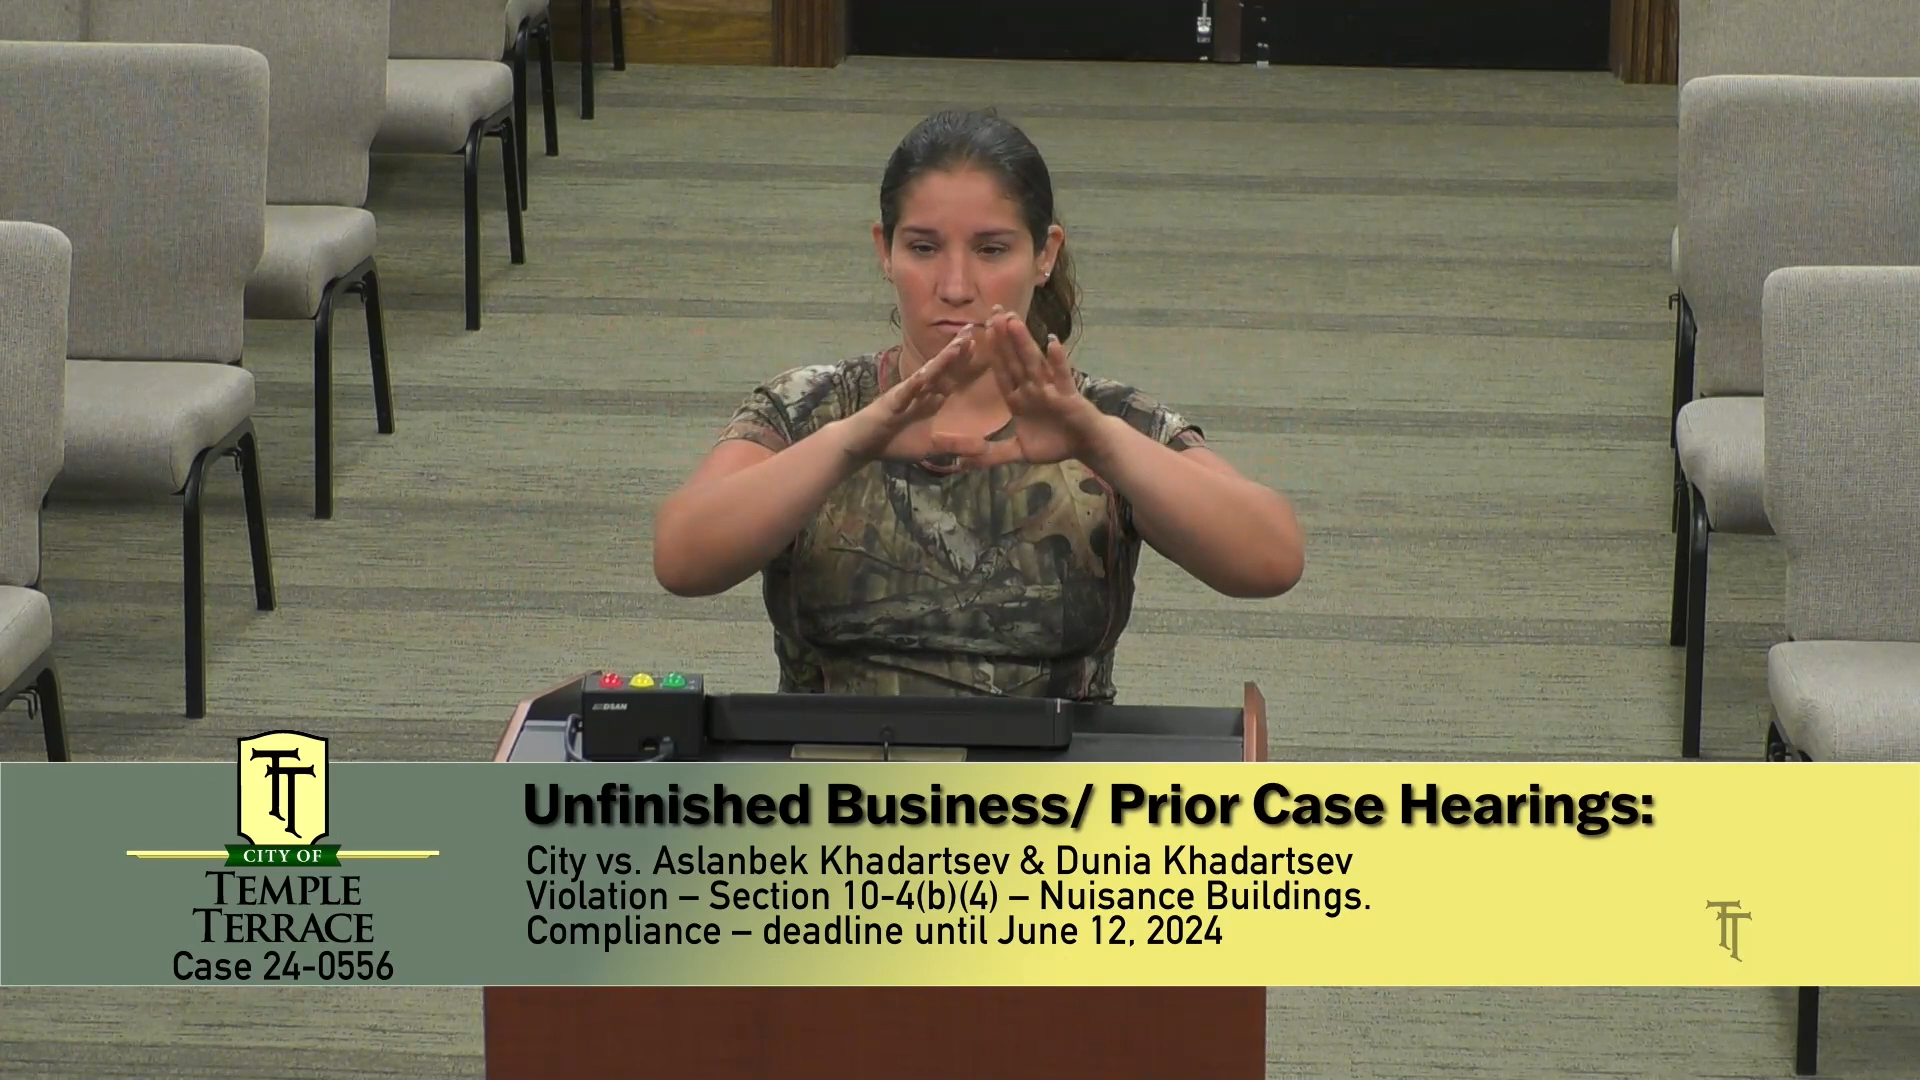 DSAN
Unfinished Business/ Prior Case Hearings:
City vs. Aslanbek Khadartsev & Dunia Khadartsev
Violation – Section 10-4(b)(4) – Nuisance Buildings.
Compliance – deadline until June 12, 2024
TT
CITY OF
TEMPLE
TERRACE
Case 24-0556
TT